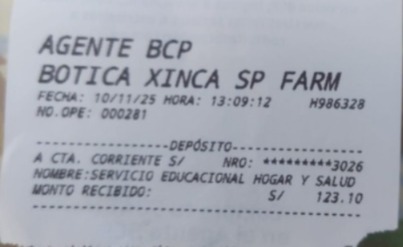 AGENTE BCP
BOTICA XINCA SP FARM
FECHA: 10/11/25 HORA: 13:09:12 H986328
NO.OPE: 000281
--------------------DEPÓSITO--------------------
A CTA. CORRIENTE S/ NRO: *********3026
NOMBRE:SERVICIO EDUCACIONAL HOGAR Y SALUD
MONTO RECIBIDO: S/ 123.10